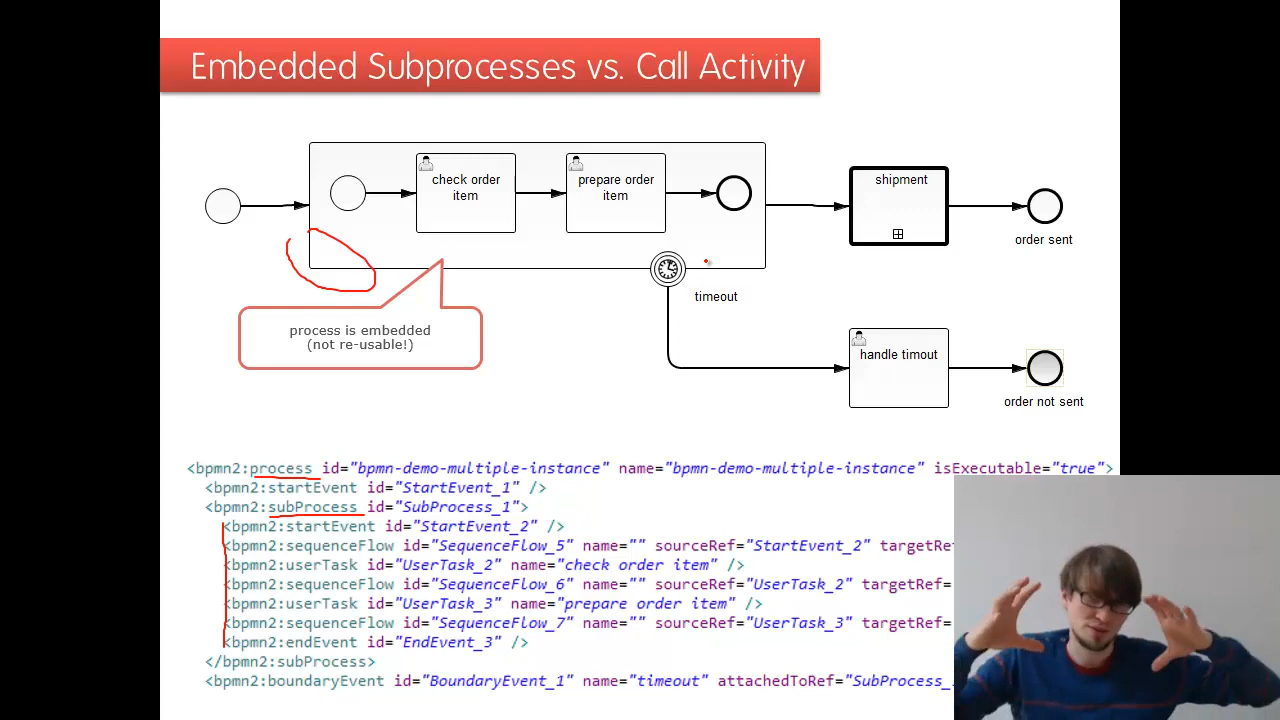 Embedded Subprocesses vs. Call Activity
check order
item
prepare order
item
shipment
order sent
timeout
process is embedded
(not re-usable!)
handle timout
order not sent
<bpmn2:process id="bpmn-demo-multiple-instance" name="bpmn-demo-multiple-instance" isExecutable="true">
<bpmn2:startEvent id="StartEvent_1" />
<bpmn2:subProcess id="SubProcess_1">
<bpmn2:startEvent id="StartEvent_2" />
<bpmn2:sequenceFlow id="SequenceFlow_5" name="" sourceRef="StartEvent_2" targetRe
<bpmn2:userTask id="UserTask_2" name="check order item" />
<bpmn2:sequenceFlow id="SequenceFlow_6" name="" sourceRef="UserTask_2" targetRef=
<bpmn2:userTask id="UserTask_3" name="prepare order item" />
<bpmn2:sequenceFlow id="SequenceFlow_7" name="" sourceRef="UserTask_3" targetRef=
<bpmn2:endEvent id="EndEvent_3" />
</bpmn2:subProcess>
<bpmn2:boundaryEvent id="BoundaryEvent_1" name="timeout" attachedToRef="SubProcess_